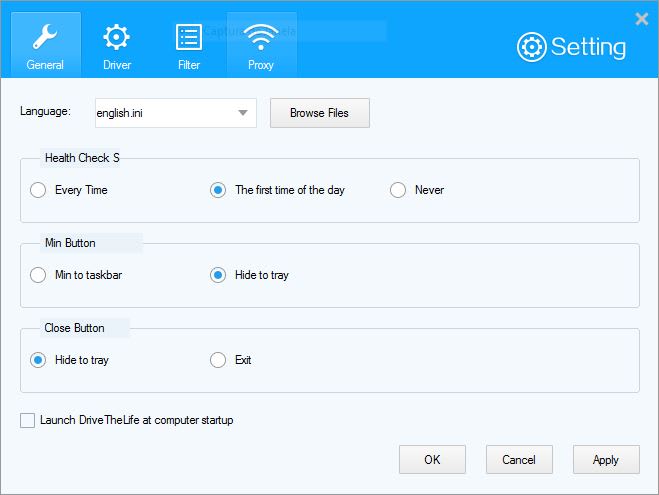 General
Driver
Filter
Proxy
Setting
Language:
english.ini
Browse Files
Health Check S
Every Time
The first time of the day
Never
Min Button
Min to taskbar
Hide to tray
Close Button
Hide to tray
Exit
Launch DriveTheLife at computer startup
OK
Cancel
Apply